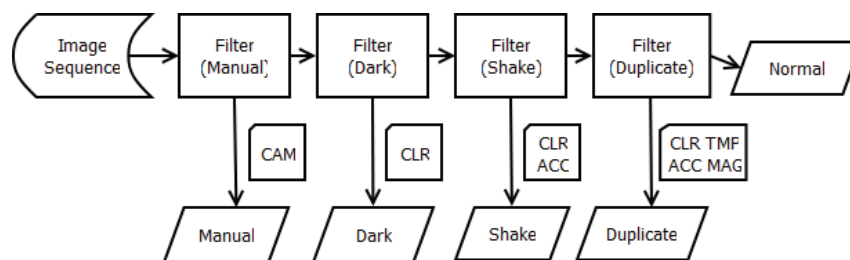 Image
Sequence
Filter
(Manual)
Filter
(Dark)
Filter
(Shake)
Filter
(Duplicate)
Normal
CAM
CLR
CLR
ACC
CLR TMP
ACC MAG
Manual
Dark
Shake
Duplicate